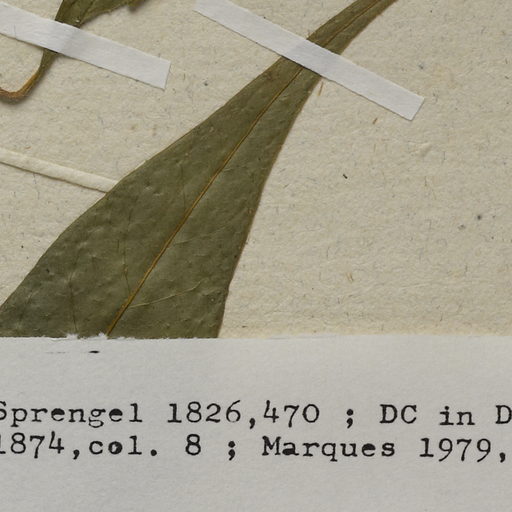 Sprengel 1826,470 ; DC in D
1874,col. 8 ; Marques 1979,